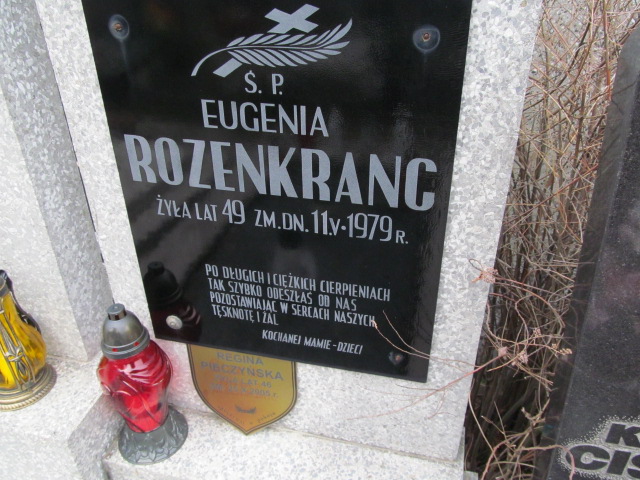 Ś. P.
EUGENIA
ROZENKRANC
ŻYŁA LAT 49 ZM. DN. 11.V.1979 R.
PO DŁUGICH I CIĘŻKICH CIERPIENIACH
TAK SZYBKO ODESZŁAŚ OD NAS
POZOSTAWIAJĄC W SERCACH NASZYCH
TĘSKNOTĘ I ŻAL
KOCHANEJ MAMIE - DZIECI
REGINA